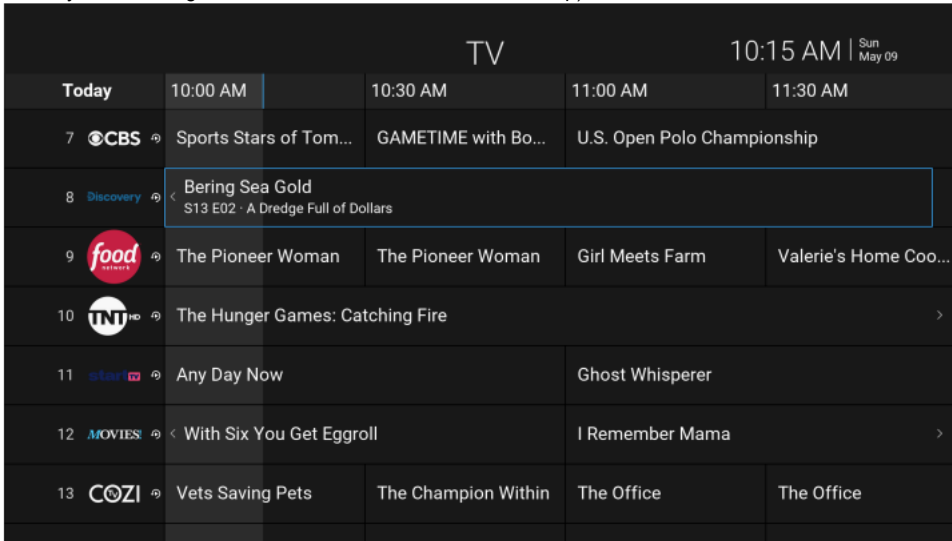 TV
10:15 AM
Sun
May 09
Today 10:00 AM 10:30 AM 11:00 AM 11:30 AM
7 CBS Sports Stars of Tom... GAMETIME with Bo... U.S. Open Polo Championship
8 Discovery Bering Sea Gold
S13 E02 · A Dredge Full of Dollars
9 food network The Pioneer Woman The Pioneer Woman Girl Meets Farm Valerie's Home Coo...
10 TNT HD The Hunger Games: Catching Fire
11 start TV Any Day Now Ghost Whisperer
12 MOVIES! With Six You Get Eggroll I Remember Mama
13 COZI TV Vets Saving Pets The Champion Within The Office The Office